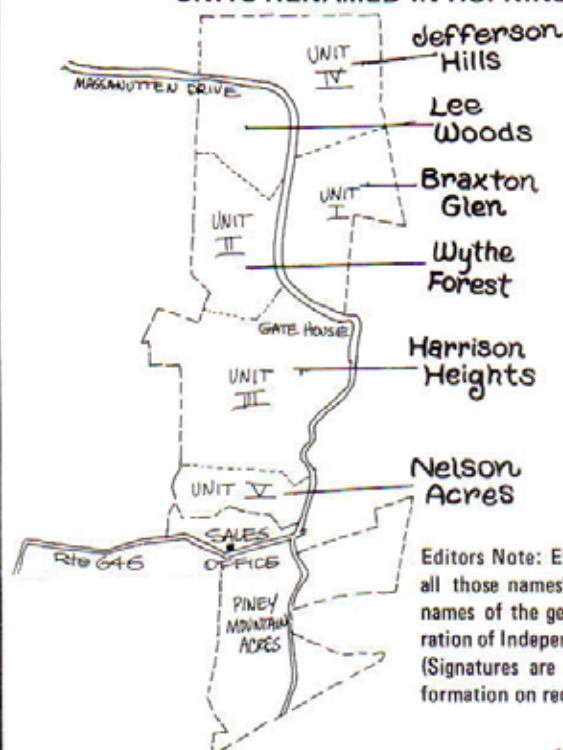 Jefferson
Hills
UNIT
IV
MASSANUTTEN DRIVE
Lee
Woods
Braxton
Glen
UNIT
I
UNIT
II
Wythe
Forest
GATE HOUSE
Harrison
Heights
UNIT
III
Nelson
Acres
UNIT V
SALES
OFFICE
Rte 646
PINEY
MOUNTAIN
ACRES
Editors Note:
all those names
names of the
ration of
(Signatures are
formation on